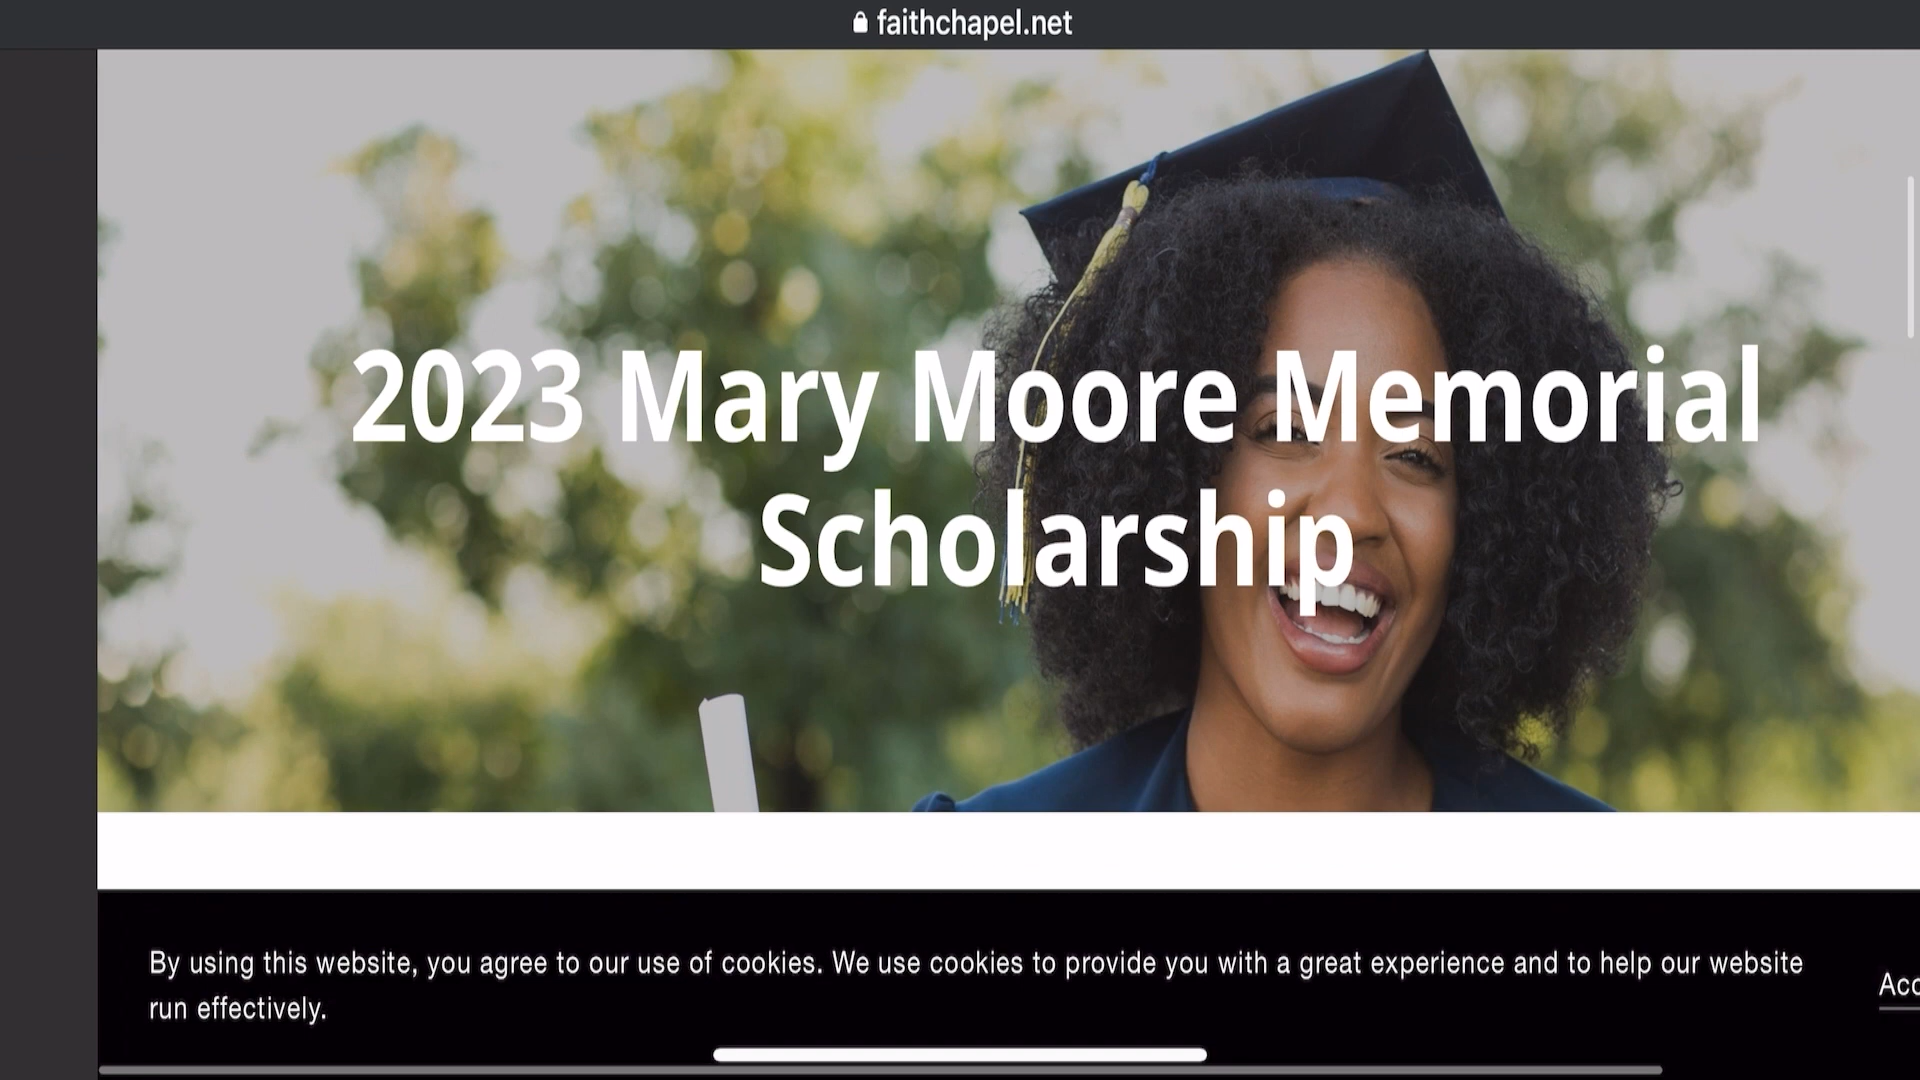 faithchapel.net
2023 Mary Moore Memorial
Scholarship
By using this website, you agree to our use of cookies. We use cookies to provide you with a great experience and to help our website
run effectively.